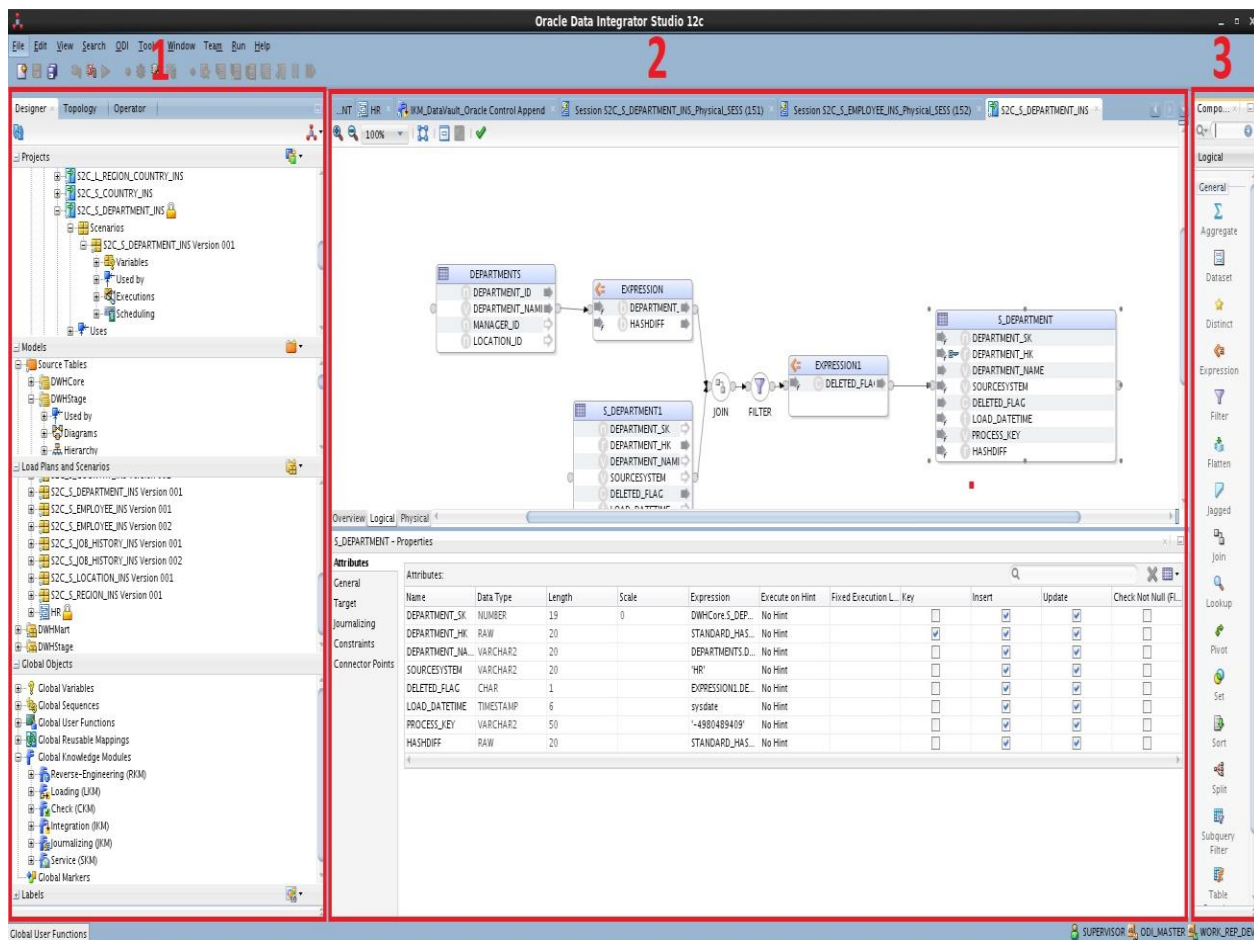 Oracle Data Integrator Studio 12c
File Edit View Search ODI Tools Window Team Run Help
1
2
3
Designer Topology Operator
Projects
S2C_L_REGION_COUNTRY_INS
S2C_S_COUNTRY_INS
S2C_S_DEPARTMENT_INS
Scenarios
S2C_S_DEPARTMENT_INS Version 001
Variables
Used by
Executions
Scheduling
Uses
Models
Source Tables
DWHCore
DWHStage
Used by
Diagrams
Hierarchy
Load Plans and Scenarios
S2C_S_DEPARTMENT_INS Version 001
S2C_S_EMPLOYEE_INS Version 001
S2C_S_EMPLOYEE_INS Version 002
S2C_S_JOB_HISTORY_INS Version 001
S2C_S_JOB_HISTORY_INS Version 002
S2C_S_LOCATION_INS Version 001
S2C_S_REGION_INS Version 001
HR
DWHMart
DWHStage
Global Objects
Global Variables
Global Sequences
Global User Functions
Global Reusable Mappings
Global Knowledge Modules
Reverse-Engineering (RKM)
Loading (LKM)
Check (CKM)
Integration (IKM)
Journalizing (JKM)
Service (SKM)
Global Markers
Labels
...NT HR IKM_DataVault_Oracle Control Append Session S2C_S_DEPARTMENT_INS_Physical_SESS (151) Session S2C_S_EMPLOYEE_INS_Physical_SESS (152) S2C_S_DEPARTMENT_INS
100%
DEPARTMENTS
DEPARTMENT_ID
DEPARTMENT_NAME
MANAGER_ID
LOCATION_ID
EXPRESSION
DEPARTMENT_
HASHDIFF
S_DEPARTMENT1
DEPARTMENT_SK
DEPARTMENT_HK
DEPARTMENT_NAM
SOURCESYSTEM
DELETED_FLAG
LOAD_DATETIME
JOIN
FILTER
EXPRESSION1
DELETED_FLA
S_DEPARTMENT
DEPARTMENT_SK
DEPARTMENT_HK
DEPARTMENT_NAME
SOURCESYSTEM
DELETED_FLAG
LOAD_DATETIME
PROCESS_KEY
HASHDIFF
Overview Logical Physical
S_DEPARTMENT - Properties
Attributes
General
Target
Journalizing
Constraints
Connector Points
Attributes:
Name Data Type Length Scale Expression Execute on Hint Fixed Execution L... Key Insert Update Check Not Null (Fl...
DEPARTMENT_SK NUMBER 19 0 DWHCore.S_DEP... No Hint
DEPARTMENT_HK RAW 20 STANDARD_HAS... No Hint
DEPARTMENT_NA... VARCHAR2 20 DEPARTMENTS.D... No Hint
SOURCESYSTEM VARCHAR2 20 'HR' No Hint
DELETED_FLAG CHAR 1 EXPRESSION1.DE... No Hint
LOAD_DATETIME TIMESTAMP 6 sysdate No Hint
PROCESS_KEY VARCHAR2 50 '-4980489409' No Hint
HASHDIFF RAW 20 STANDARD_HAS... No Hint
Compo...
Logical
General
Aggregate
Dataset
Distinct
Expression
Filter
Flatten
Jagged
Join
Lookup
Pivot
Set
Sort
Split
Subquery
Filter
Table
Global User Functions
SUPERVISOR ODI_MASTER WORK_REP_DEV